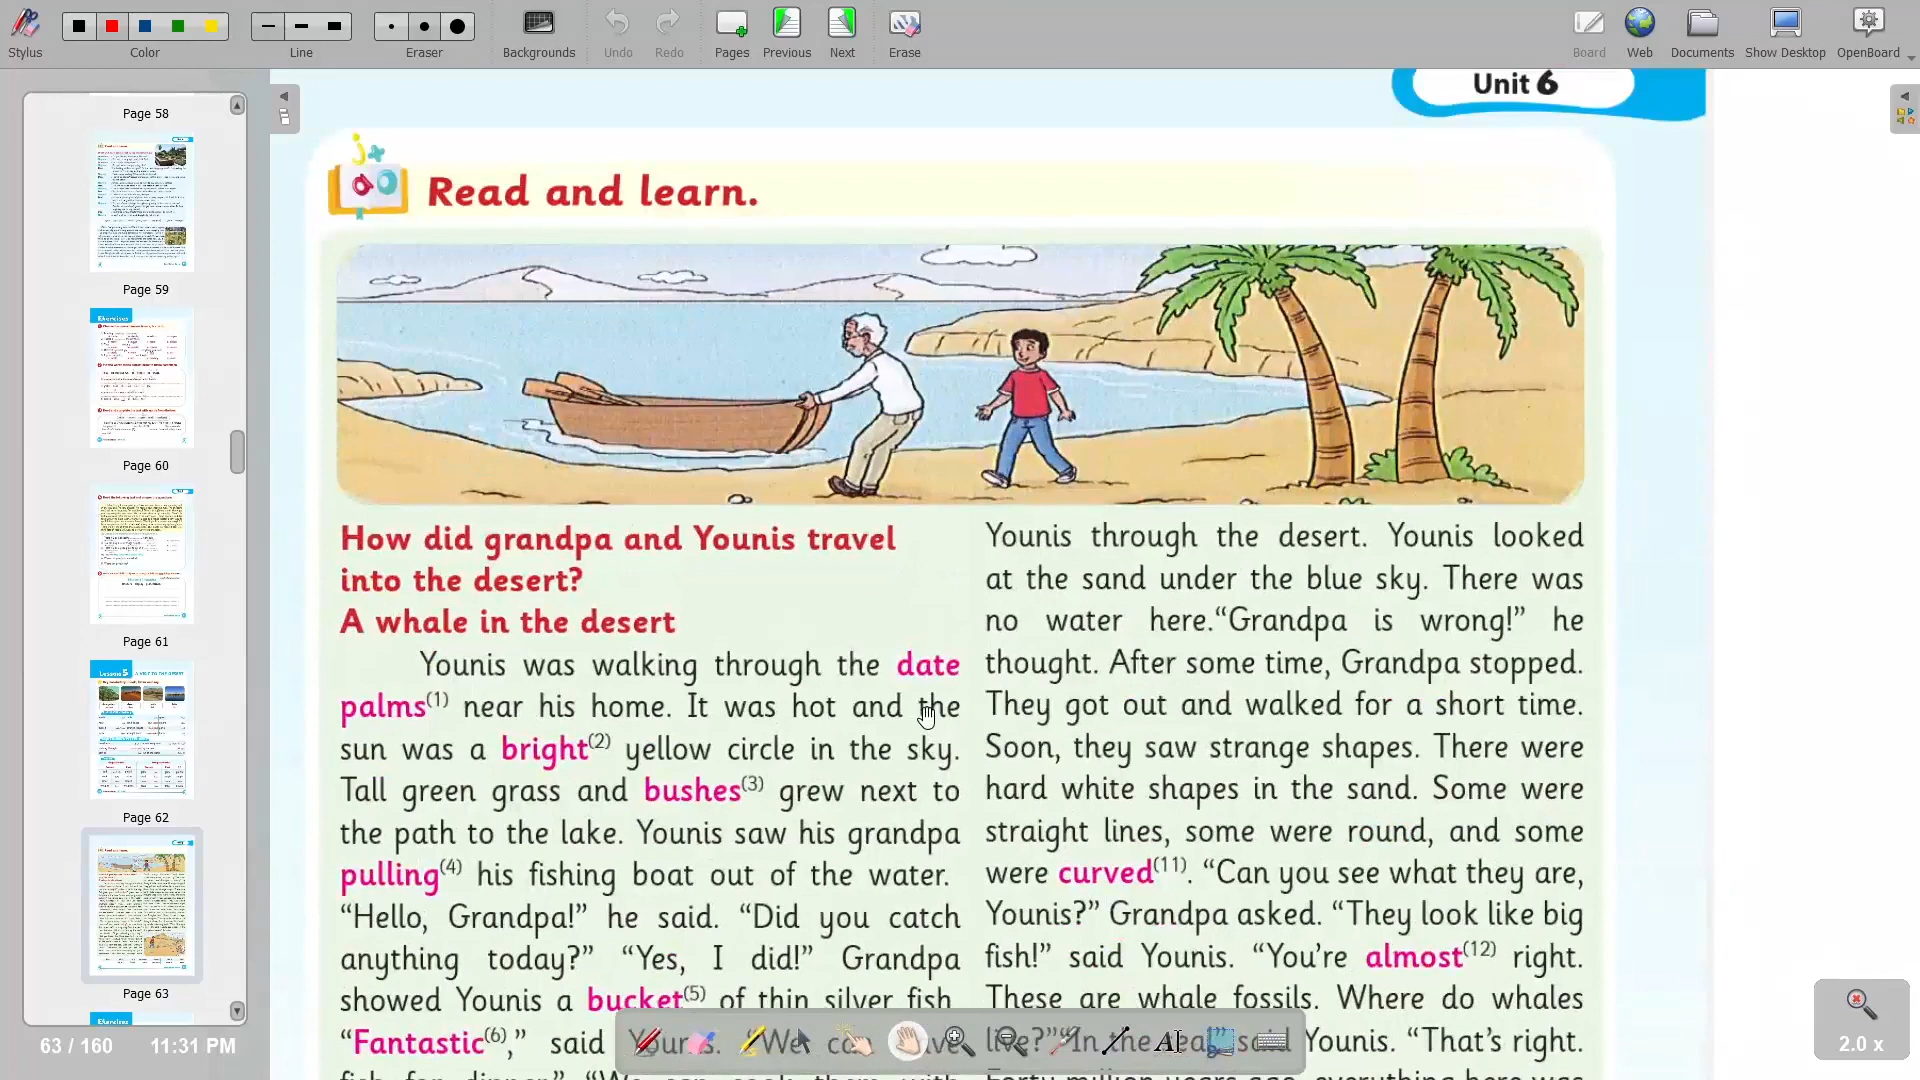 Stylus
Color
Line
Eraser
Backgrounds
Undo
Redo
Pages
Previous
Next
Erase
Board
Web
Documents
Show Desktop
OpenBoard
Page 58
Page 59
Page 60
Page 61
Page 62
Page 63
63 / 160 11:31 PM
Unit 6
Read and learn.
How did grandpa and Younis travel
into the desert?
A whale in the desert
Younis was walking through the date
palms(1) near his home. It was hot and the
sun was a bright(2) yellow circle in the sky.
Tall green grass and bushes(3) grew next to
the path to the lake. Younis saw his grandpa
pulling(4) his fishing boat out of the water.
“Hello, Grandpa!” he said. “Did you catch
anything today?” “Yes, I did!” Grandpa
showed Younis a bucket(5) of thin silver fish.
“Fantastic(6),” said Younis. “We can
Younis through the desert. Younis looked
at the sand under the blue sky. There was
no water here.“Grandpa is wrong!” he
thought. After some time, Grandpa stopped.
They got out and walked for a short time.
Soon, they saw strange shapes. There were
hard white shapes in the sand. Some were
straight lines, some were round, and some
were curved(11). “Can you see what they are,
Younis?” Grandpa asked. “They look like big
fish!” said Younis. “You’re almost(12) right.
These are whale fossils. Where do whales
live?”“In the sea,” said Younis. “That’s right.
2.0 x